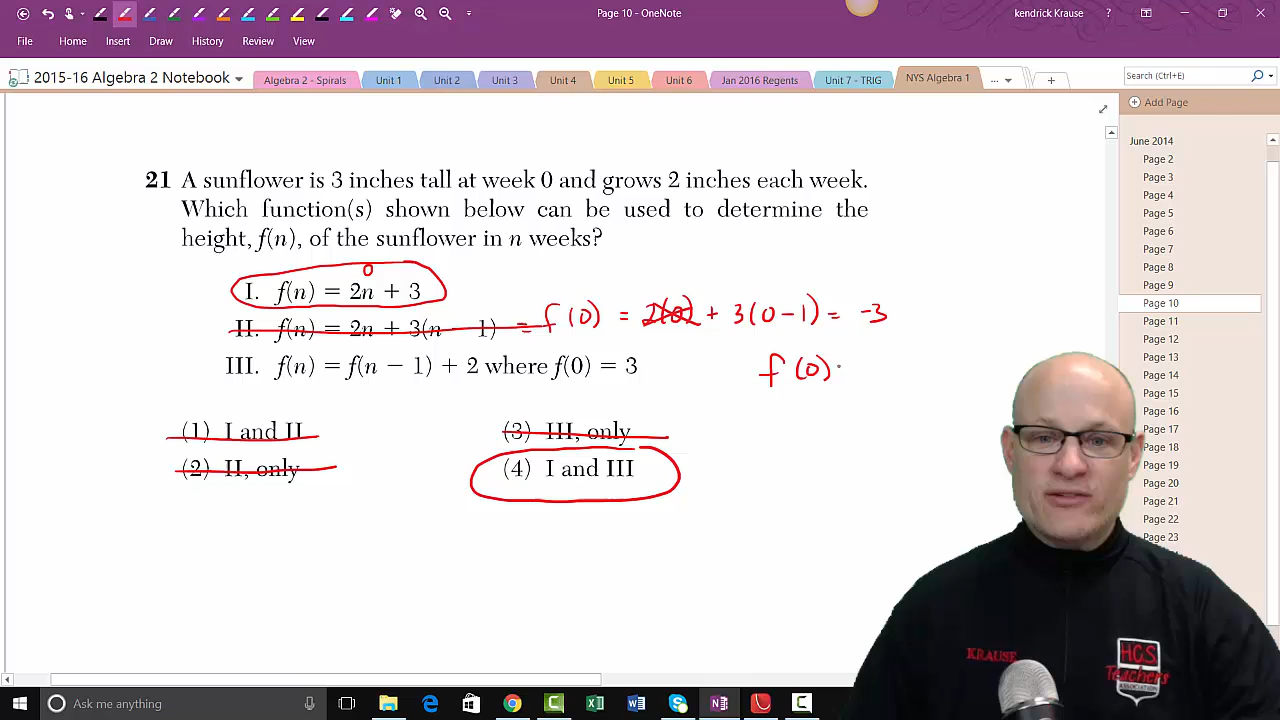 Page 10 - OneNote
kendrick Krause
File Home Insert Draw History Review View
2015-16 Algebra 2 Notebook
Algebra 2 - Spirals Unit 1 Unit 2 Unit 3 Unit 4 Unit 5 Unit 6 Jan 2016 Regents Unit 7 - TRIG NYS Algebra 1 ...
Search (Ctrl+E)
Add Page
June 2014
Page 2
Page 3
Page 4
Page 5
Page 6
Page 7
Page 8
Page 9
Page 10
Page 11
Page 12
Page 13
Page 14
Page 15
Page 16
Page 17
Page 18
Page 19
Page 20
Page 21
Page 22
Page 23
21 A sunflower is 3 inches tall at week 0 and grows 2 inches each week.
Which function(s) shown below can be used to determine the
height, f(n), of the sunflower in n weeks?
0
I. f(n) = 2n + 3
II. f(n) = 2n + 3(n - 1) = f(0) = 2(0) + 3(0-1) = -3
III. f(n) = f(n − 1) + 2 where f(0) = 3
f(0)
(1) I and II
(3) III, only
(2) II, only
(4) I and III
KRAUSE
H.C.S.
Teachers
ASSOCIATION
Ask me anything